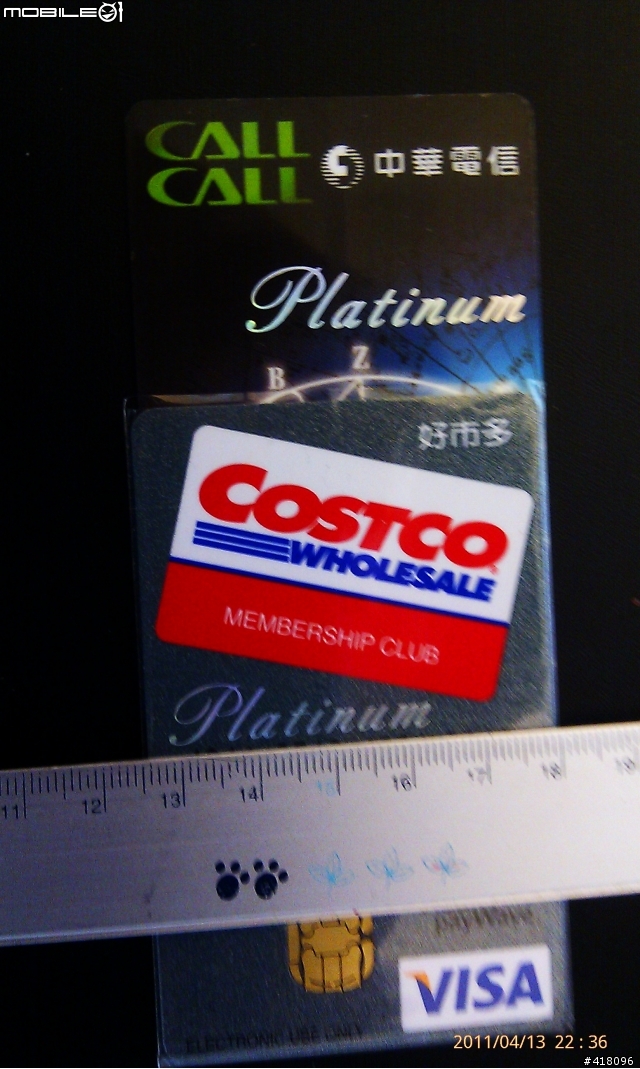 MOBILE01
CALL
CALL
中華電信
Platinum
B Z
好市多
COSTCO
WHOLESALE
MEMBERSHIP CLUB
Platinum
11 12 13 14 15 16 17 18 19
payWave
VISA
ELECTRONIC USE ONLY
2011/04/13 22:36
#418096